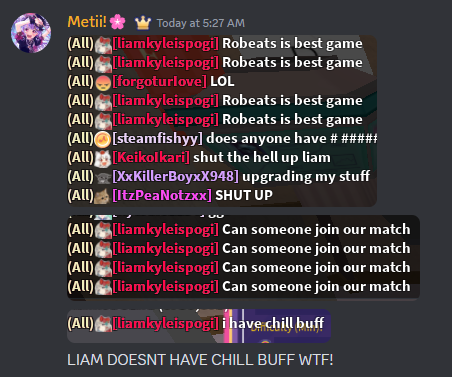 Metii!🌸 Today at 5:27 AM
(All)[liamkyleispogi] Robeats is best game
(All)[liamkyleispogi] Robeats is best game
(All)[forgoturlove] LOL
(All)[liamkyleispogi] Robeats is best game
(All)[liamkyleispogi] Robeats is best game
(All)[steamfishyy] does anyone have # #####
(All)[KeikoIkari] shut the hell up liam
(All)[XxKillerBoyxX948] upgrading my stuff
(All)[ItzPeaNotzxx] SHUT UP
(All)[liamkyleispogi] Can someone join our match
(All)[liamkyleispogi] Can someone join our match
(All)[liamkyleispogi] Can someone join our match
(All)[liamkyleispogi] Can someone join our match
(All)[liamkyleispogi] i have chill buff
Difficulty (Min):
LIAM DOESNT HAVE CHILL BUFF WTF!